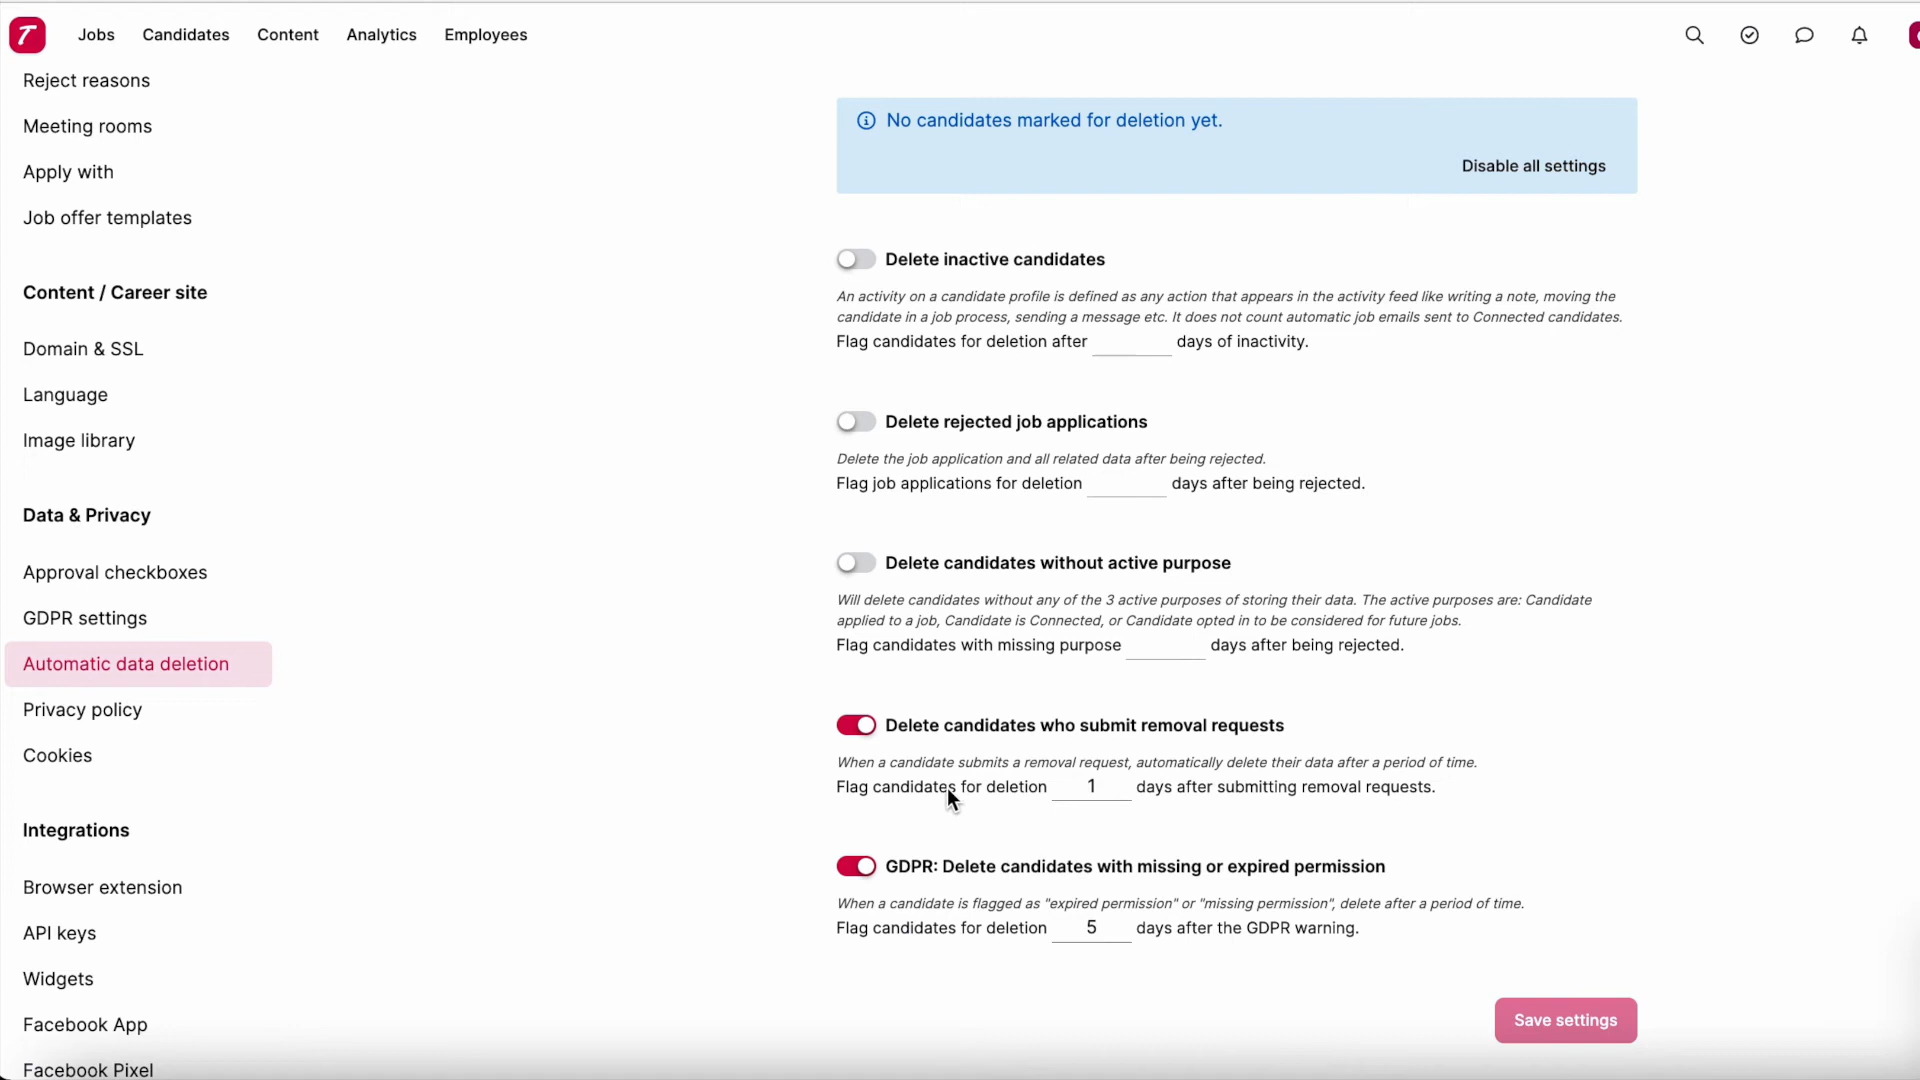 Jobs Candidates Content Analytics Employees
Reject reasons
Meeting rooms
Apply with
Job offer templates
Content / Career site
Domain & SSL
Language
Image library
Data & Privacy
Approval checkboxes
GDPR settings
Automatic data deletion
Privacy policy
Cookies
Integrations
Browser extension
API keys
Widgets
Facebook App
Facebook Pixel
No candidates marked for deletion yet.
Disable all settings
Delete inactive candidates
An activity on a candidate profile is defined as any action that appears in the activity feed like writing a note, moving the
candidate in a job process, sending a message etc. It does not count automatic job emails sent to Connected candidates.
Flag candidates for deletion after days of inactivity.
Delete rejected job applications
Delete the job application and all related data after being rejected.
Flag job applications for deletion days after being rejected.
Delete candidates without active purpose
Will delete candidates without any of the 3 active purposes of storing their data. The active purposes are: Candidate
applied to a job, Candidate is Connected, or Candidate opted in to be considered for future jobs.
Flag candidates with missing purpose days after being rejected.
Delete candidates who submit removal requests
When a candidate submits a removal request, automatically delete their data after a period of time.
Flag candidates for deletion 1 days after submitting removal requests.
GDPR: Delete candidates with missing or expired permission
When a candidate is flagged as "expired permission" or "missing permission", delete after a period of time.
Flag candidates for deletion 5 days after the GDPR warning.
Save settings